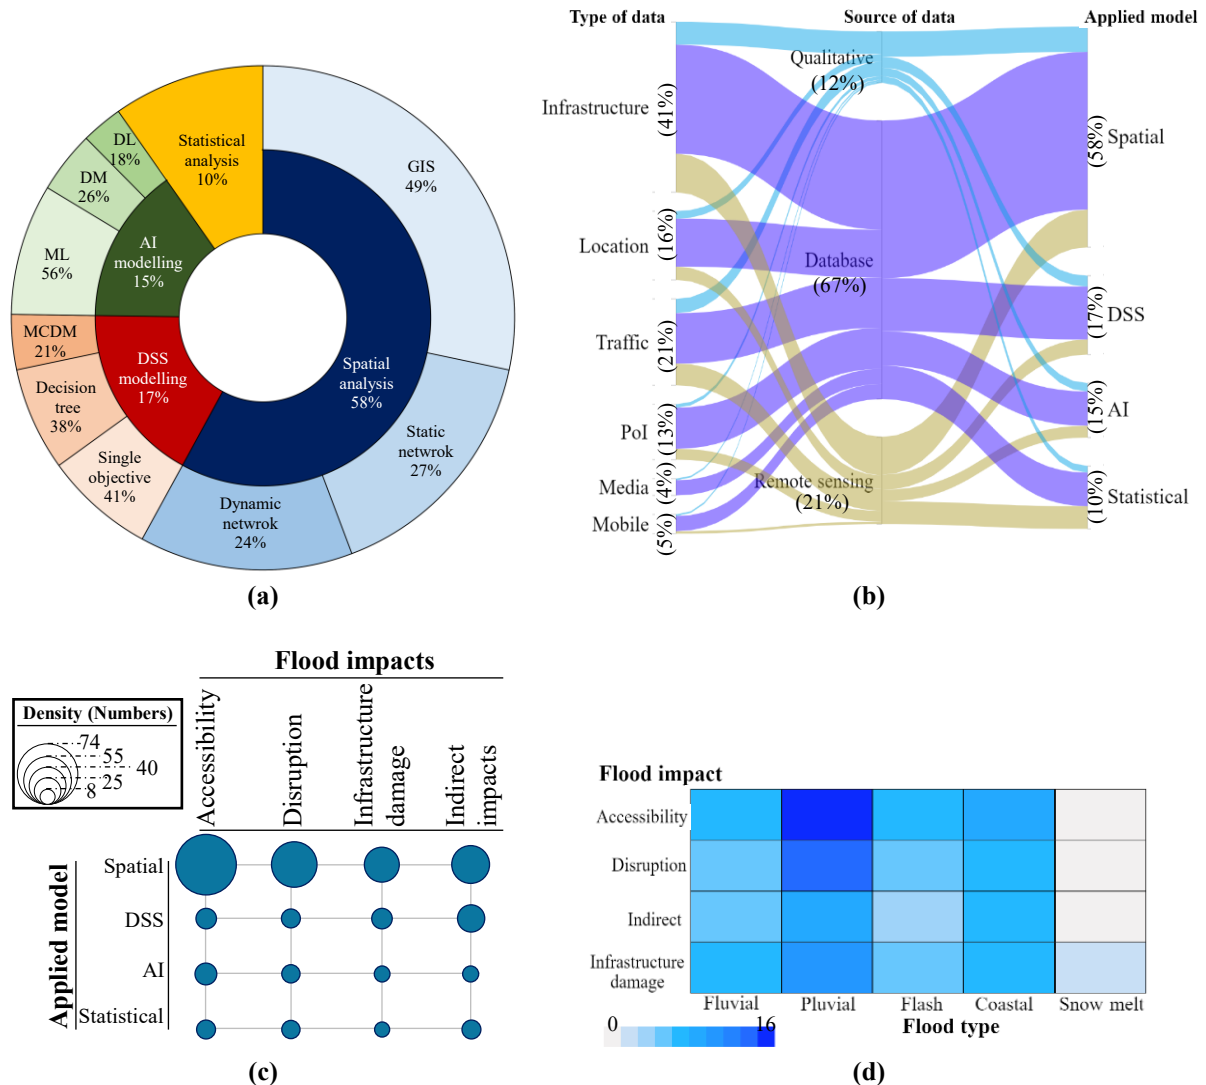 GIS
49%
Static
netwrok
27%
Dynamic
netwrok
24%
Spatial
analysis
58%
Statistical
analysis
10%
DL
18%
DM
26%
ML
56%
AI
modelling
15%
MCDM
21%
Decision
tree
38%
Single
objective
41%
DSS
modelling
17%
(a)
Type of data
Source of data
Applied model
Infrastructure
(41%)
Location
(16%)
Traffic
(21%)
PoI
(13%)
Media
(4%)
Mobile
(5%)
Qualitative
(12%)
Database
(67%)
Remote sensing
(21%)
Spatial
(58%)
DSS
(17%)
AI
(15%)
Statistical
(10%)
(b)
Flood impacts
Density (Numbers)
74
55
40
25
8
Accessibility
Disruption
Infrastructure
damage
Indirect
impacts
Applied model
Spatial
DSS
AI
Statistical
(c)
Flood impact
Accessibility
Disruption
Indirect
Infrastructure
damage
Fluvial
Pluvial
Flash
Coastal
Snow melt
Flood type
0
16
(d)